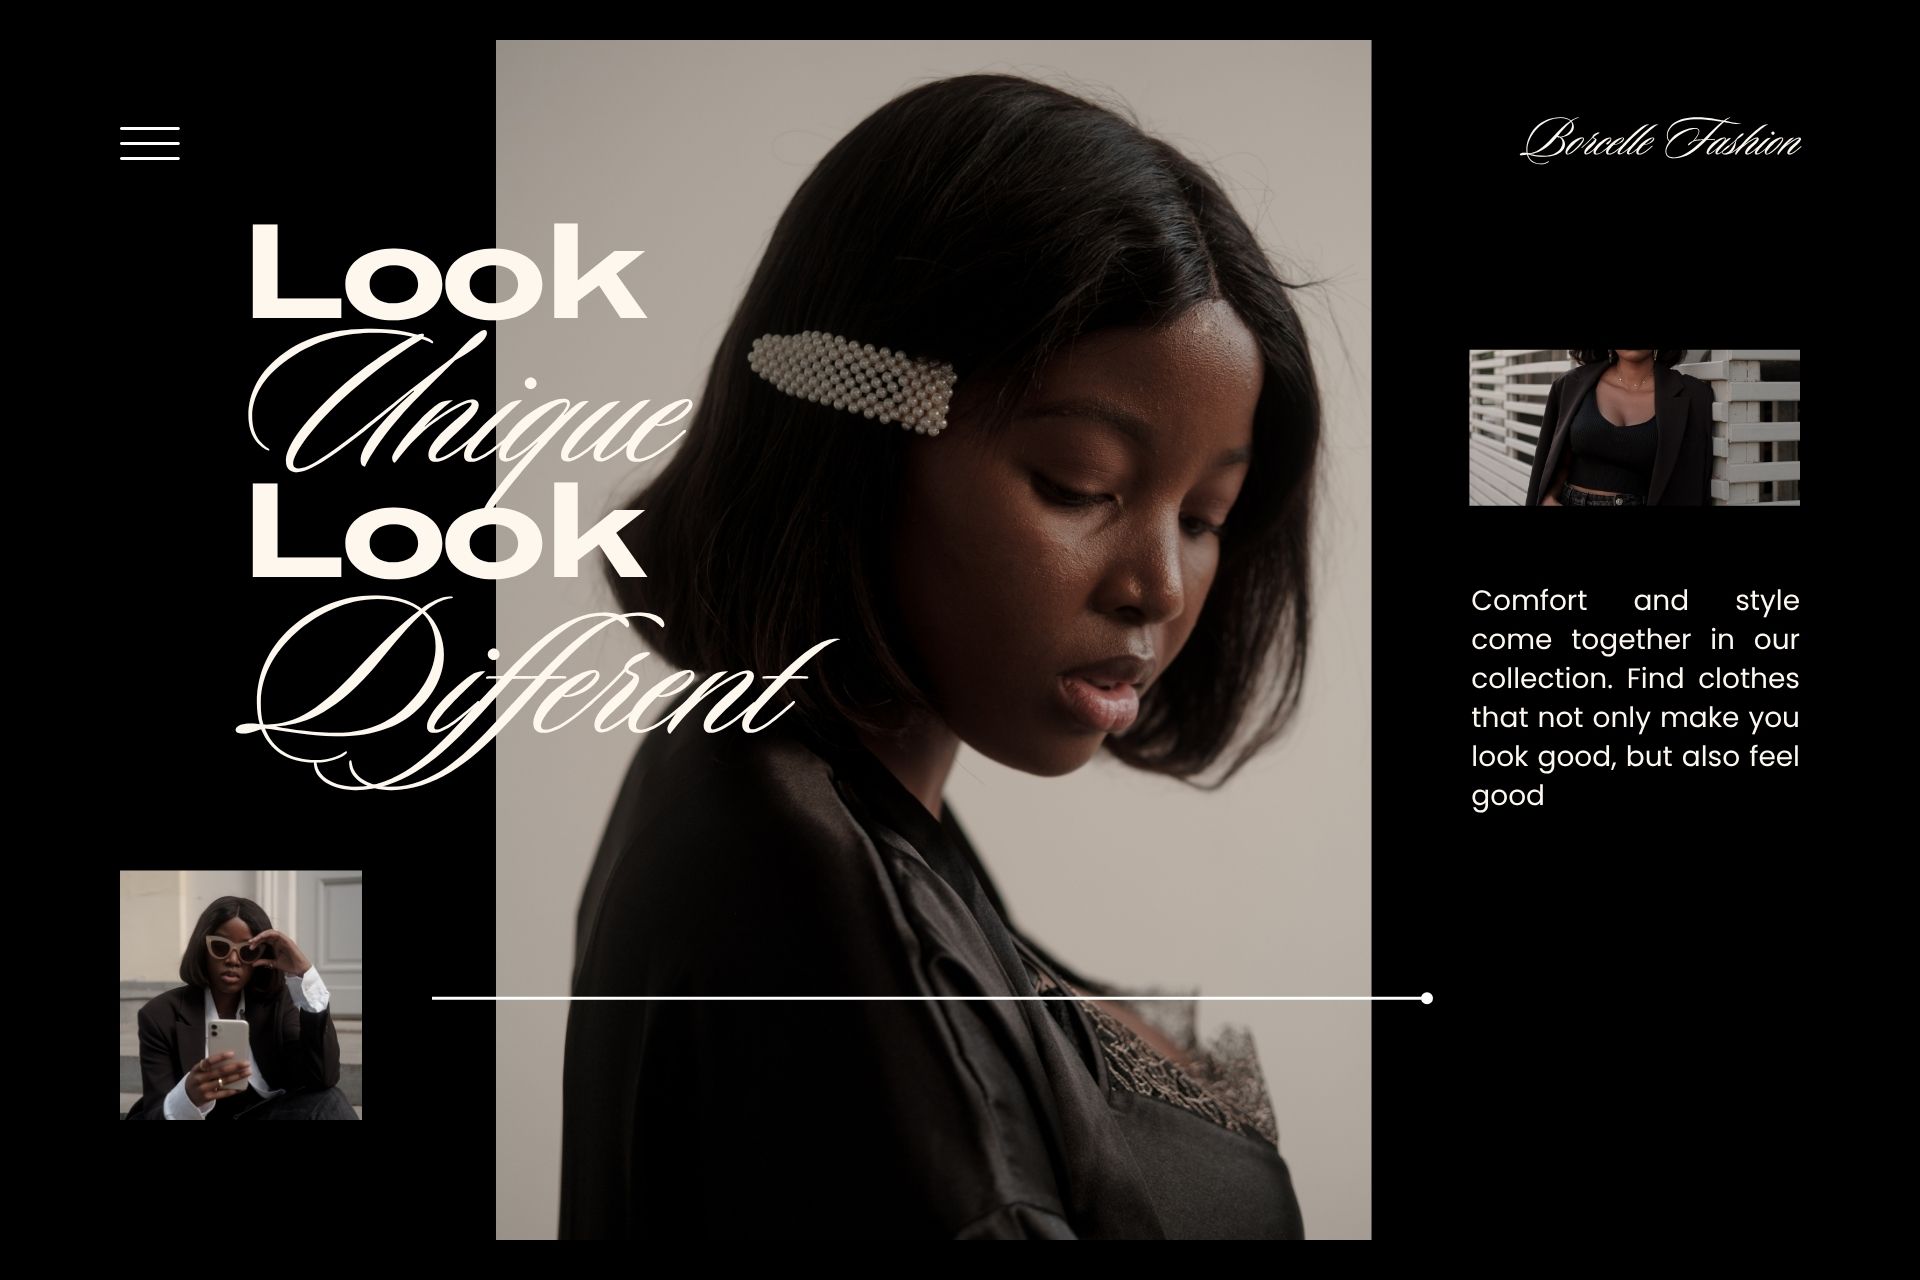 Borcelle Fashion
Look
Unique
Look
Different
Comfort and style
come together in our
collection. Find clothes
that not only make you
look good, but also feel
good